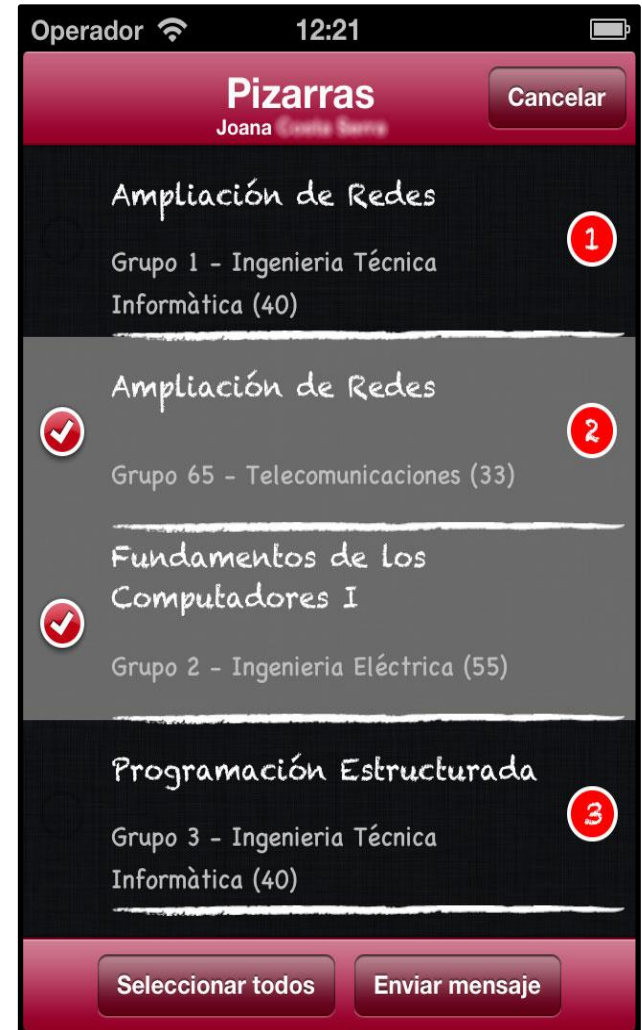 Operador 12:21
Pizarras
Cancelar
Joana
Ampliación de Redes
1
Grupo 1 - Ingenieria Técnica
Informàtica (40)
Ampliación de Redes
2
Grupo 65 - Telecomunicaciones (33)
Fundamentos de los
Computadores I
Grupo 2 - Ingenieria Eléctrica (55)
Programación Estructurada
3
Grupo 3 - Ingenieria Técnica
Informàtica (40)
Seleccionar todos Enviar mensaje